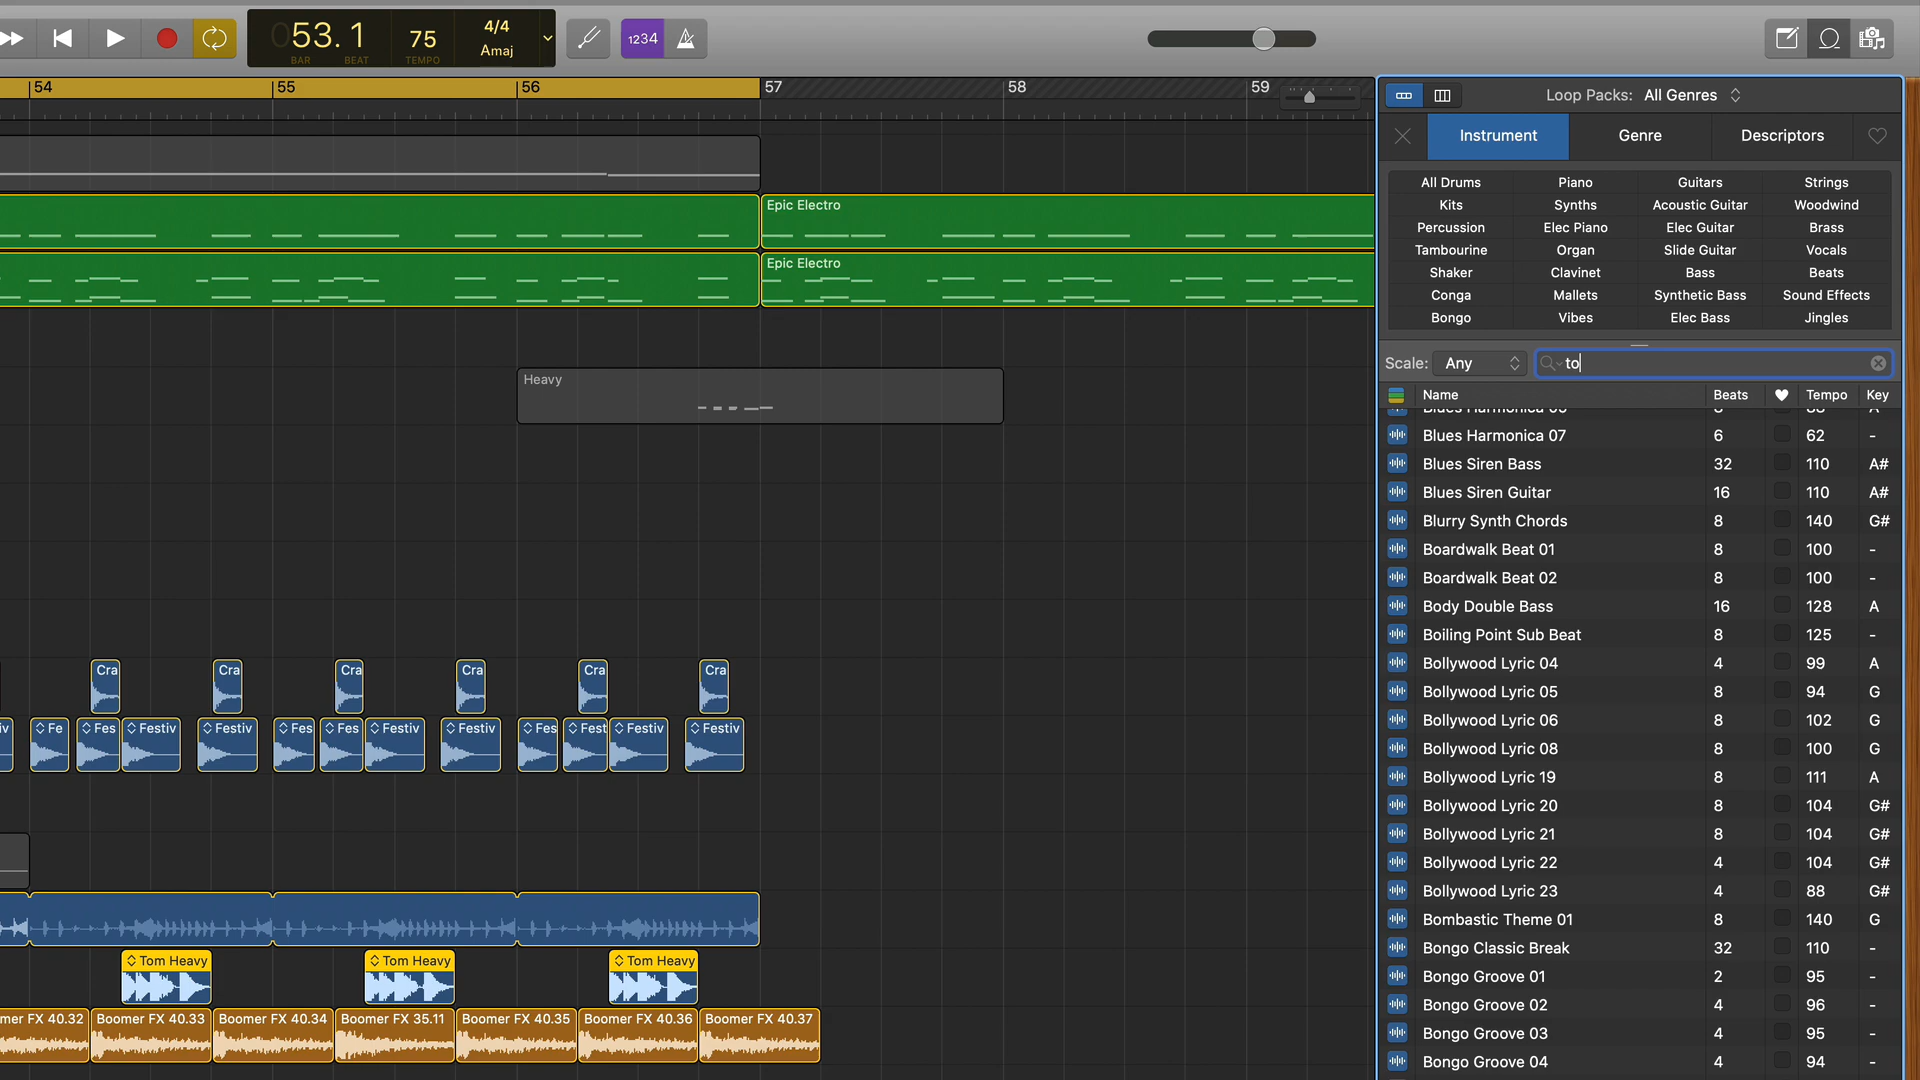 053.1
BAR
BEAT
75
TEMPO
4/4
Amaj
1234
54
55
56
57
58
59
Loop Packs: All Genres
Instrument
Genre
Descriptors
All Drums Piano Guitars Strings
Kits Synths Acoustic Guitar Woodwind
Percussion Elec Piano Elec Guitar Brass
Tambourine Organ Slide Guitar Vocals
Shaker Clavinet Bass Beats
Conga Mallets Synthetic Bass Sound Effects
Bongo Vibes Elec Bass Jingles
Scale: Any to
Name Beats Tempo Key
Blues Harmonica 07 6 62 -
Blues Siren Bass 32 110 A#
Blues Siren Guitar 16 110 A#
Blurry Synth Chords 8 140 G#
Boardwalk Beat 01 8 100 -
Boardwalk Beat 02 8 100 -
Body Double Bass 16 128 A
Boiling Point Sub Beat 8 125 -
Bollywood Lyric 04 4 99 A
Bollywood Lyric 05 8 94 G
Bollywood Lyric 06 8 102 G
Bollywood Lyric 08 8 100 G
Bollywood Lyric 19 8 111 A
Bollywood Lyric 20 8 104 G#
Bollywood Lyric 21 8 104 G#
Bollywood Lyric 22 4 104 G#
Bollywood Lyric 23 4 88 G#
Bombastic Theme 01 8 140 G
Bongo Classic Break 32 110 -
Bongo Groove 01 2 95 -
Bongo Groove 02 4 96 -
Bongo Groove 03 4 95 -
Bongo Groove 04 4 94 -
Epic Electro
Epic Electro
Heavy
Cra Cra Cra Cra Cra Cra
iv Fe Fes Festiv Festiv Fes Fes Festiv Festiv Fes Fest Festiv Festiv
Tom Heavy Tom Heavy Tom Heavy
mer FX 40.32 Boomer FX 40.33 Boomer FX 40.34 Boomer FX 35.11 Boomer FX 40.35 Boomer FX 40.36 Boomer FX 40.37